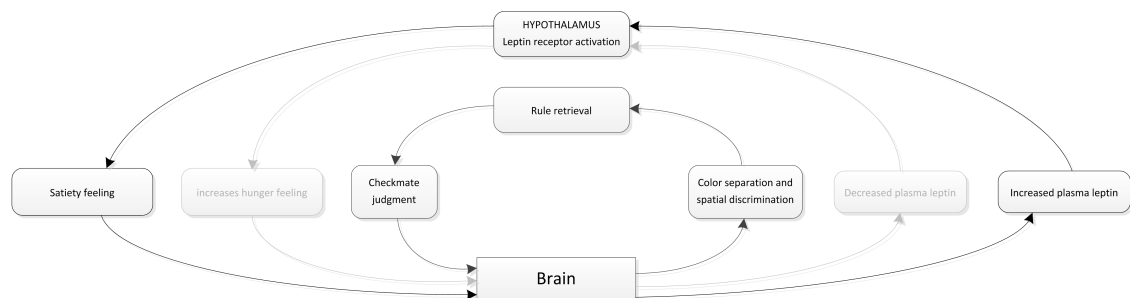 HYPOTHALAMUS
Leptin receptor activation
Rule retrieval
Satiety feeling
increases hunger feeling
Checkmate
judgment
Color separation and
spatial discrimination
Decreased plasma leptin
Increased plasma leptin
Brain